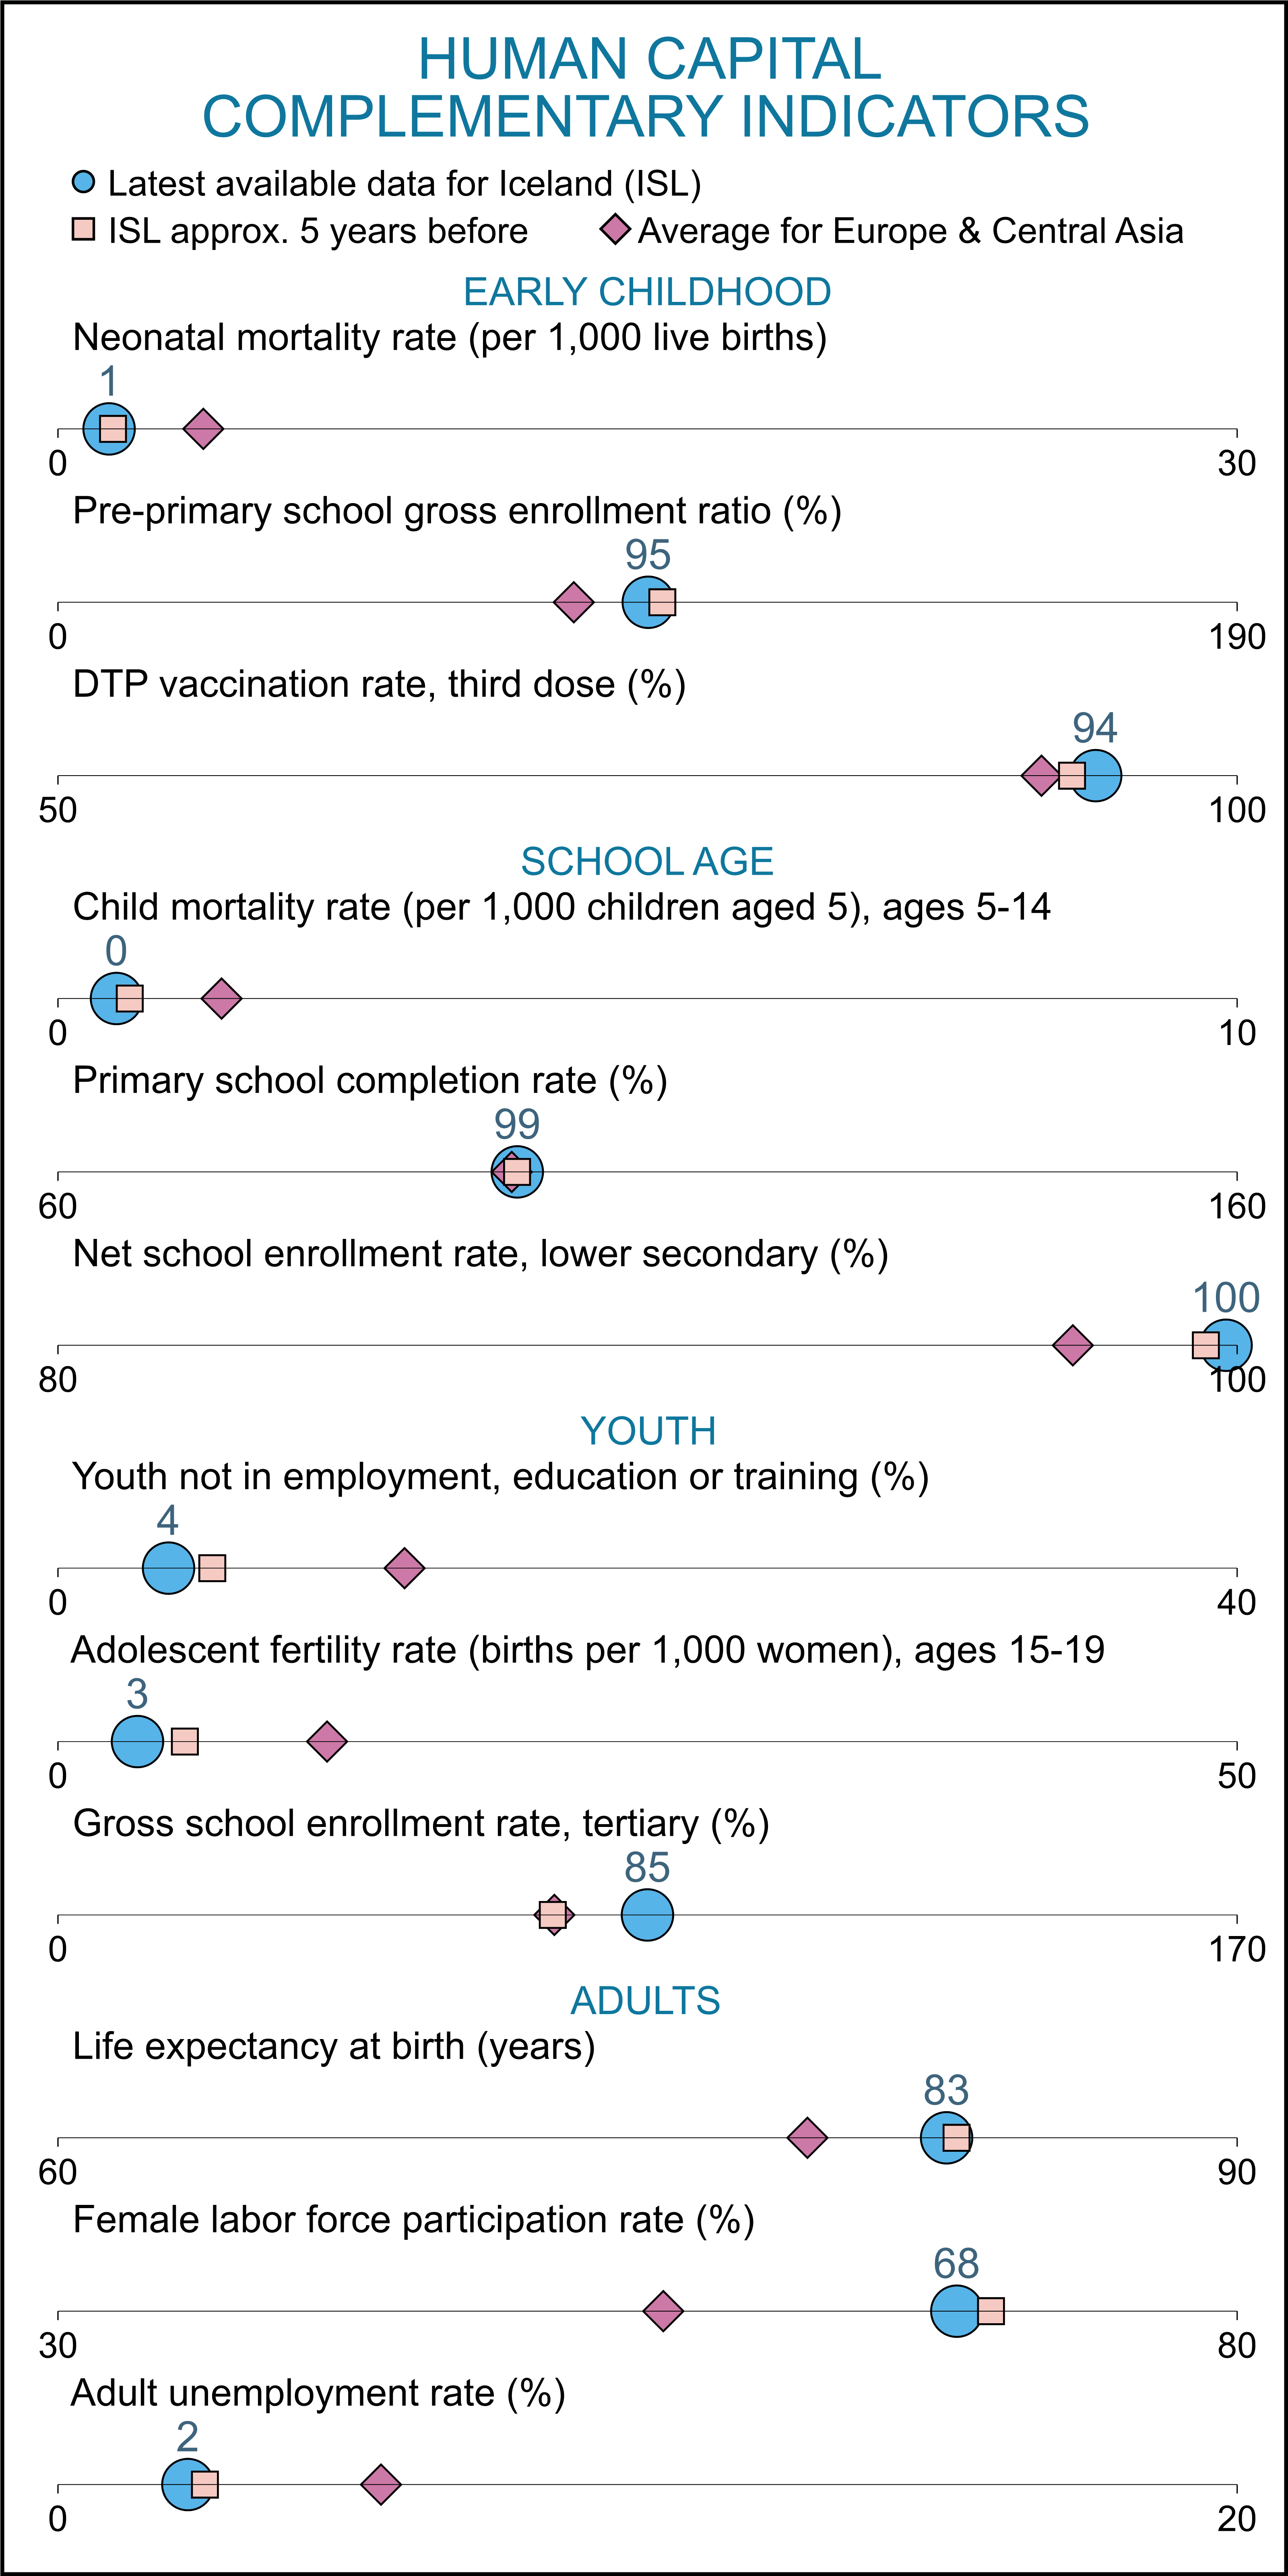 HUMAN CAPITAL
COMPLEMENTARY INDICATORS
Latest available data for Iceland (ISL)
ISL approx. 5 years before Average for Europe & Central Asia
EARLY CHILDHOOD
Neonatal mortality rate (per 1,000 live births)
1
0 30
Pre-primary school gross enrollment ratio (%)
95
0 190
DTP vaccination rate, third dose (%)
94
50 100
SCHOOL AGE
Child mortality rate (per 1,000 children aged 5), ages 5-14
0
0 10
Primary school completion rate (%)
99
60 160
Net school enrollment rate, lower secondary (%)
100
80 100
YOUTH
Youth not in employment, education or training (%)
4
0 40
Adolescent fertility rate (births per 1,000 women), ages 15-19
3
0 50
Gross school enrollment rate, tertiary (%)
85
0 170
ADULTS
Life expectancy at birth (years)
83
60 90
Female labor force participation rate (%)
68
30 80
Adult unemployment rate (%)
2
0 20